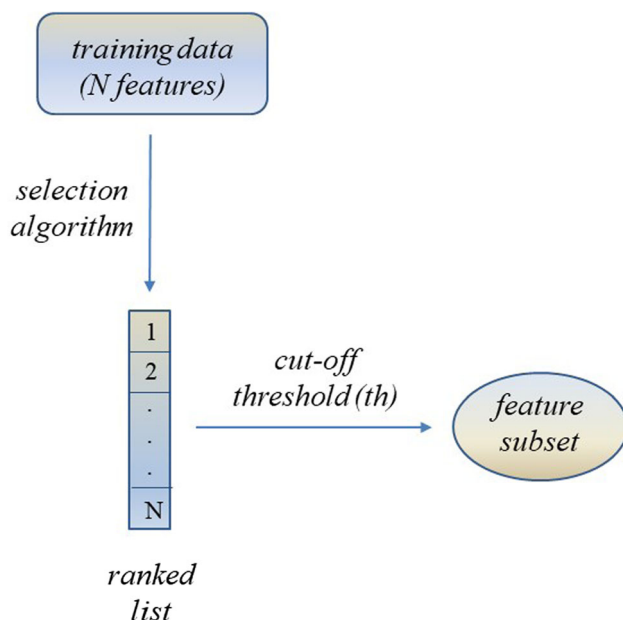 training data
(N features)
selection
algorithm
1
2
.
.
.
N
cut-off
threshold (th)
feature
subset
ranked
list